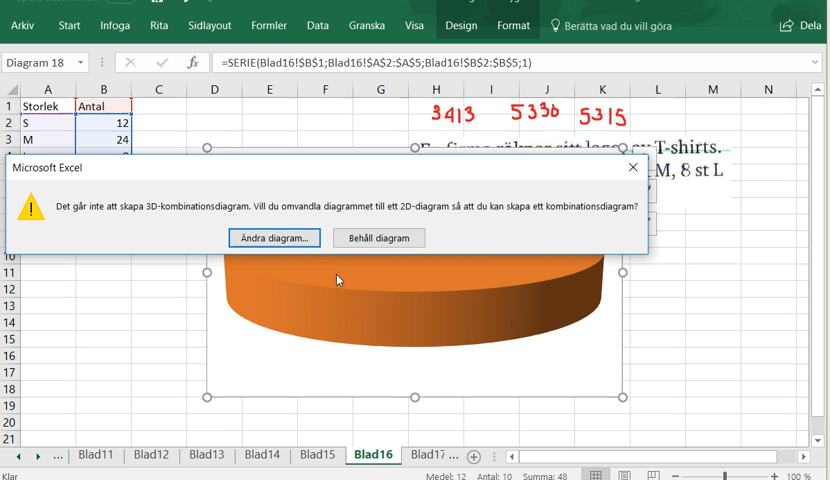 Arkiv Start Infoga Rita Sidlayout Formler Data Granska Visa Design Format Berätta vad du vill göra Dela
Diagram 18 fx =SERIE(Blad16!$B$1;Blad16!$A$2:$A$5;Blad16!$B$2:$B$5;1)
A B C D E F G H I J K L M N
1 Storlek Antal 3413 5336 5315
2 S 12
3 M 24 T-shirts.
M, 8 st L
Microsoft Excel
Det går inte att skapa 3D-kombinationsdiagram. Vill du omvandla diagrammet till ett 2D-diagram så att du kan skapa ett kombinationsdiagram?
Ändra diagram... Behåll diagram
10
11
12
13
14
15
16
17
18
19
20
21
... Blad11 Blad12 Blad13 Blad14 Blad15 Blad16 Blad17 ...
Klar Medel: 12 Antal: 10 Summa: 48 100 %